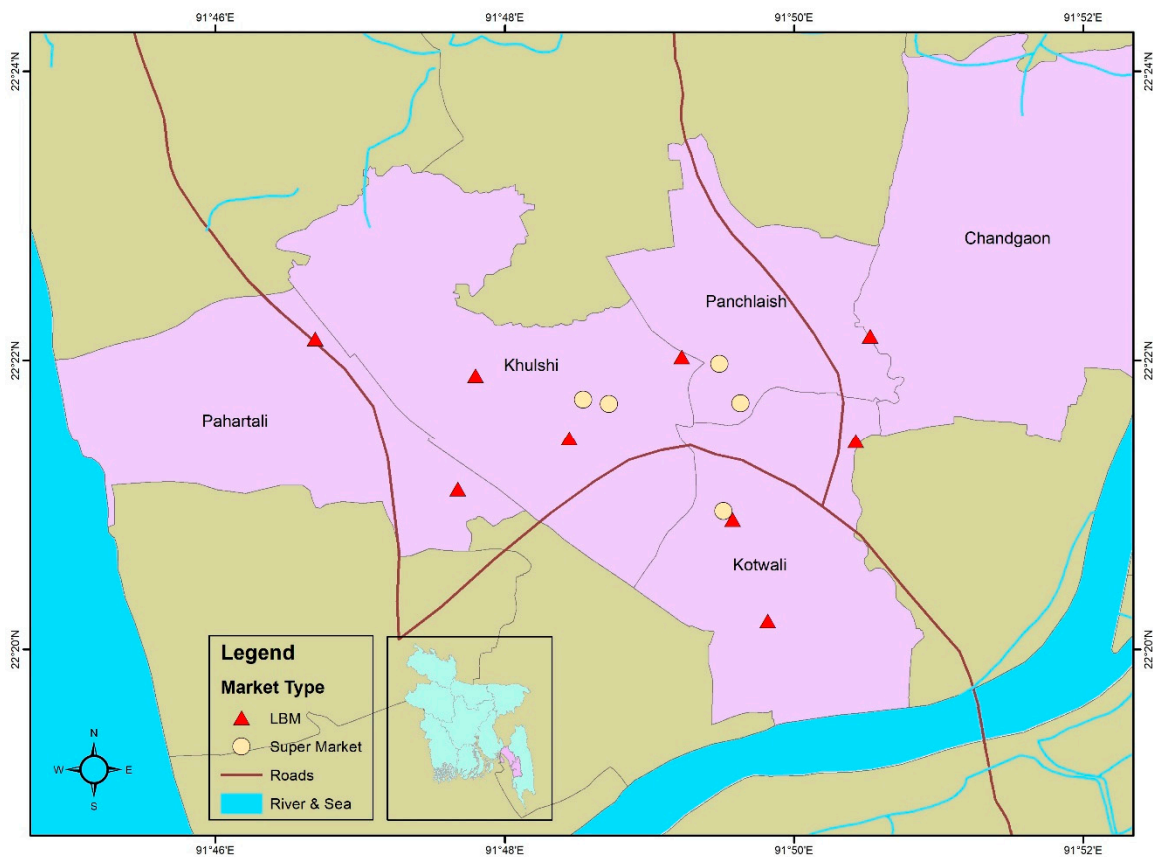 91°46'E
91°48'E
91°50'E
91°52'E
22°24'N
22°24'N
Chandgaon
Panchlaish
22°22'N
22°22'N
Khulshi
Pahartali
Kotwali
22°20'N
22°20'N
Legend
Market Type
LBM
Super Market
Roads
River & Sea
N
W
E
S
91°46'E
91°48'E
91°50'E
91°52'E